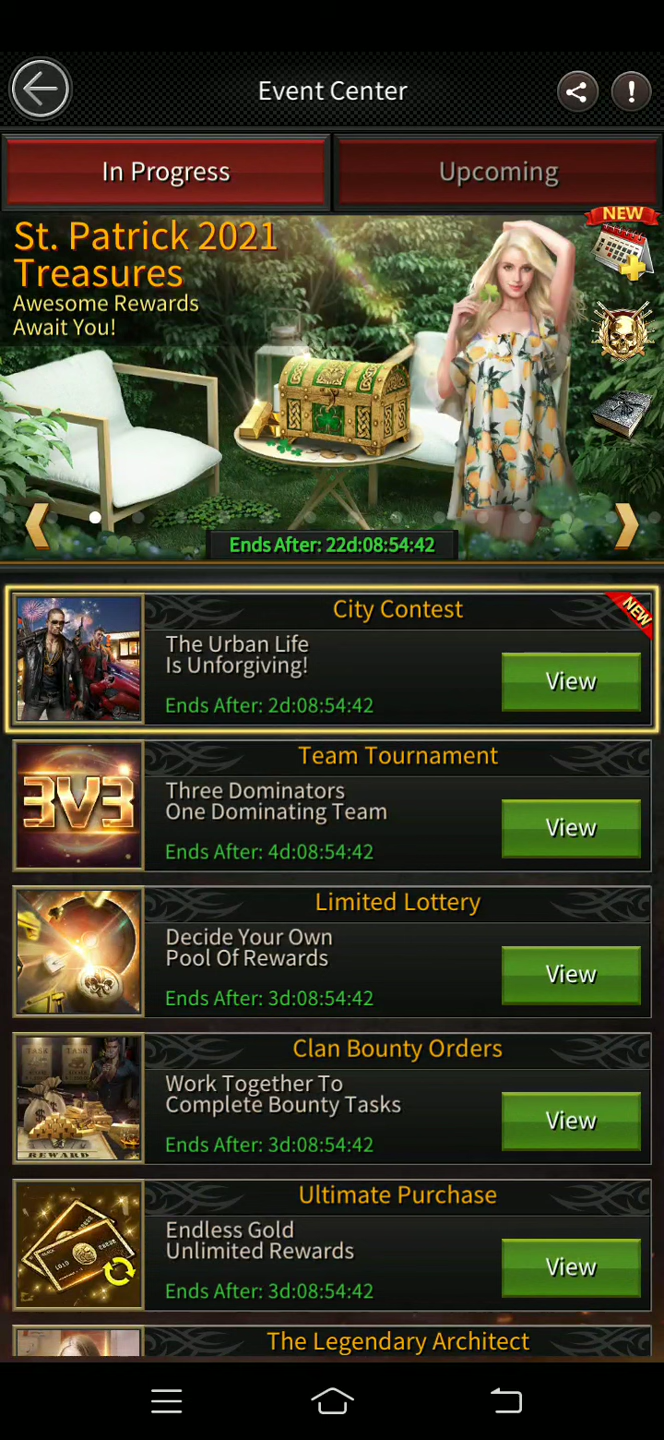 Event Center
In Progress
Upcoming
St. Patrick 2021
Treasures
Awesome Rewards
Await You!
NEW
Ends After: 22d:08:54:42
City Contest
NEW
The Urban Life
Is Unforgiving!
Ends After: 2d:08:54:42
View
Team Tournament
3V3
Three Dominators
One Dominating Team
Ends After: 4d:08:54:42
View
Limited Lottery
Decide Your Own
Pool Of Rewards
Ends After: 3d:08:54:42
View
Clan Bounty Orders
TASK
TASK
REWARD
Work Together To
Complete Bounty Tasks
Ends After: 3d:08:54:42
View
Ultimate Purchase
Endless Gold
Unlimited Rewards
Ends After: 3d:08:54:42
View
The Legendary Architect